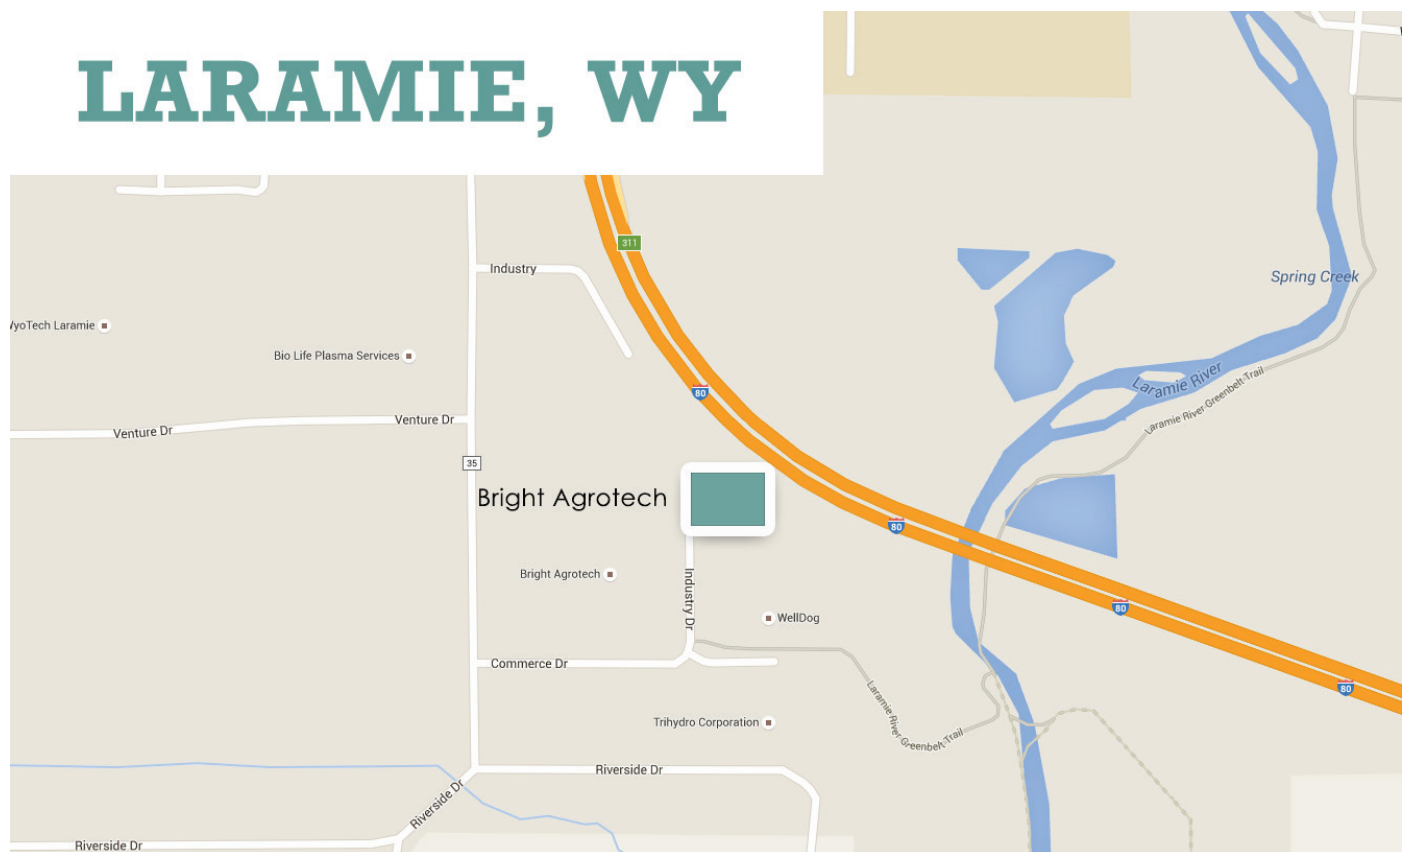 LARAMIE, WY
311
Industry
Spring Creek
yoTech Laramie
Bio Life Plasma Services
80
Laramie River
Laramie River Greenbelt Trail
Venture Dr
Venture Dr
35
Bright Agrotech
80
Bright Agrotech
Industry Dr
80
WellDog
Commerce Dr
80
Laramie River Greenbelt Trail
Trihydro Corporation
Riverside Dr
Riverside Dr
Riverside Dr